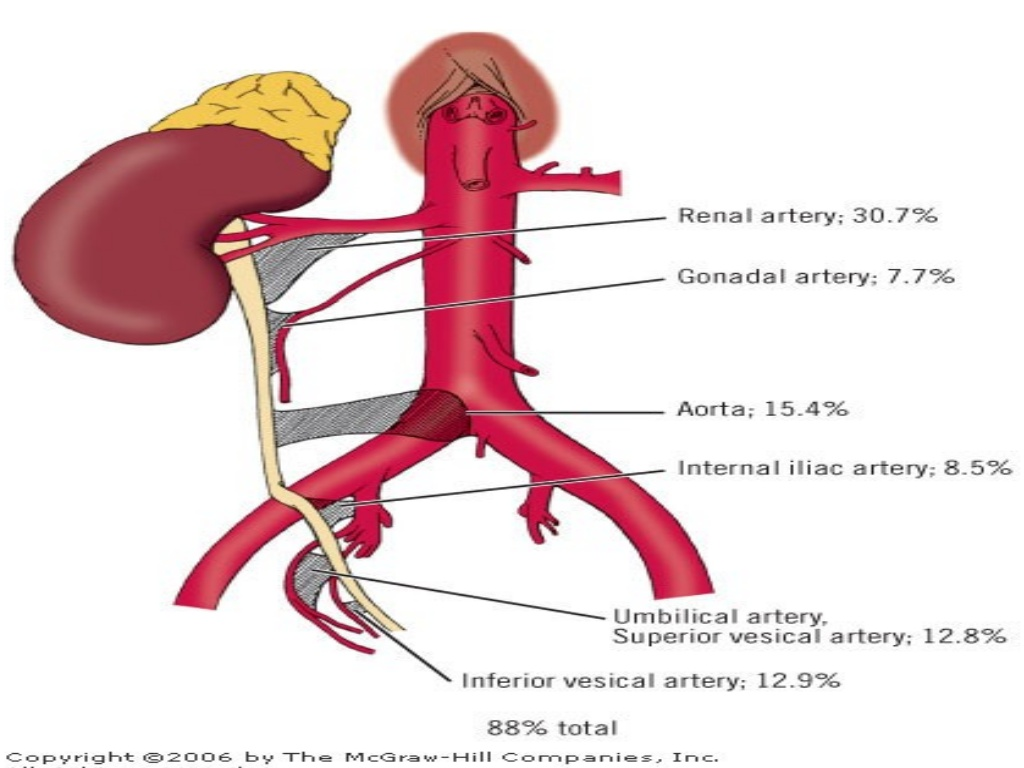 Renal artery; 30.7%
Gonadal artery; 7.7%
Aorta; 15.4%
Internal iliac artery; 8.5%
Umbilical artery,
Superior vesical artery; 12.8%
Inferior vesical artery; 12.9%
88% total
Copyright ©2006 by The McGraw-Hill Companies, Inc.